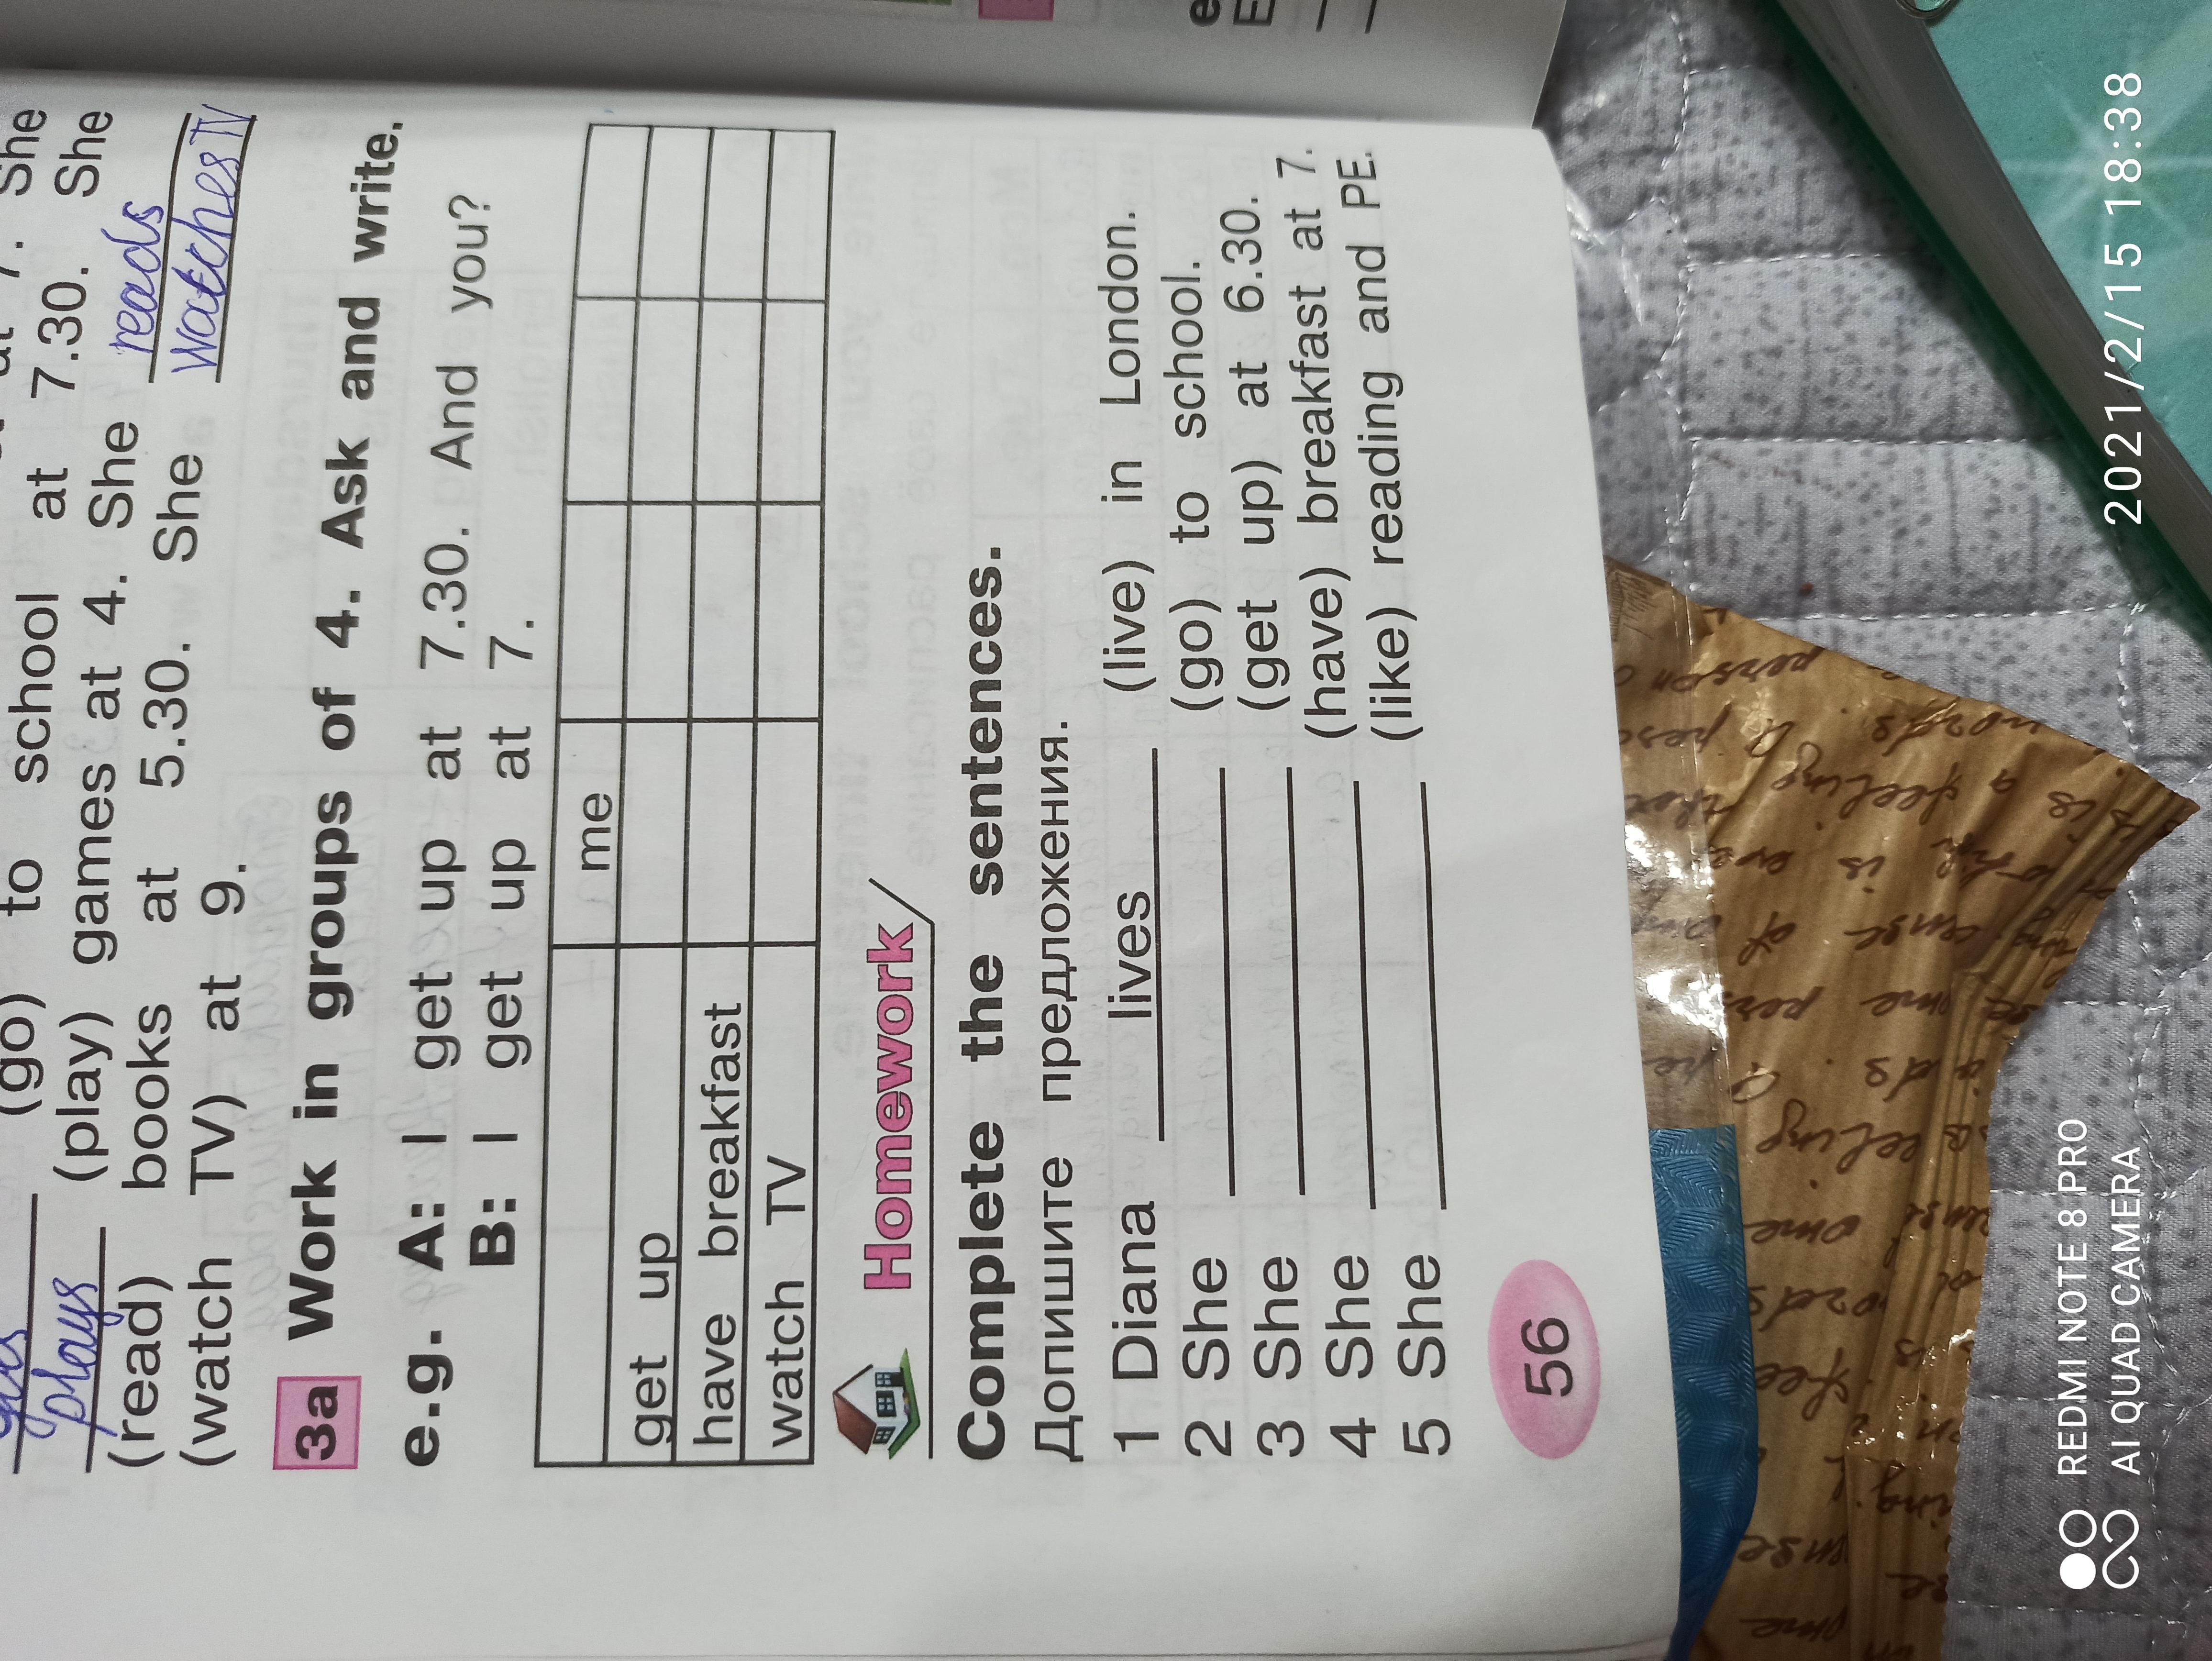 at 7. She
(go) to school at 7.30. She
plays (play) games at 4. She reads
(read) books at 5.30. She watches TV
(watch TV) at 9.
3a Work in groups of 4. Ask and write.
e.g. A: I get up at 7.30. And you?
B: I get up at 7.
me
get up
have breakfast
watch TV
Homework
Complete the sentences.
Допишите предложения.
1 Diana lives (live) in London.
2 She (go) to school.
3 She (get up) at 6.30.
4 She (have) breakfast at 7.
5 She (like) reading and PE.
56
REDMI NOTE 8 PRO
AI QUAD CAMERA
2021/2/15 18:38